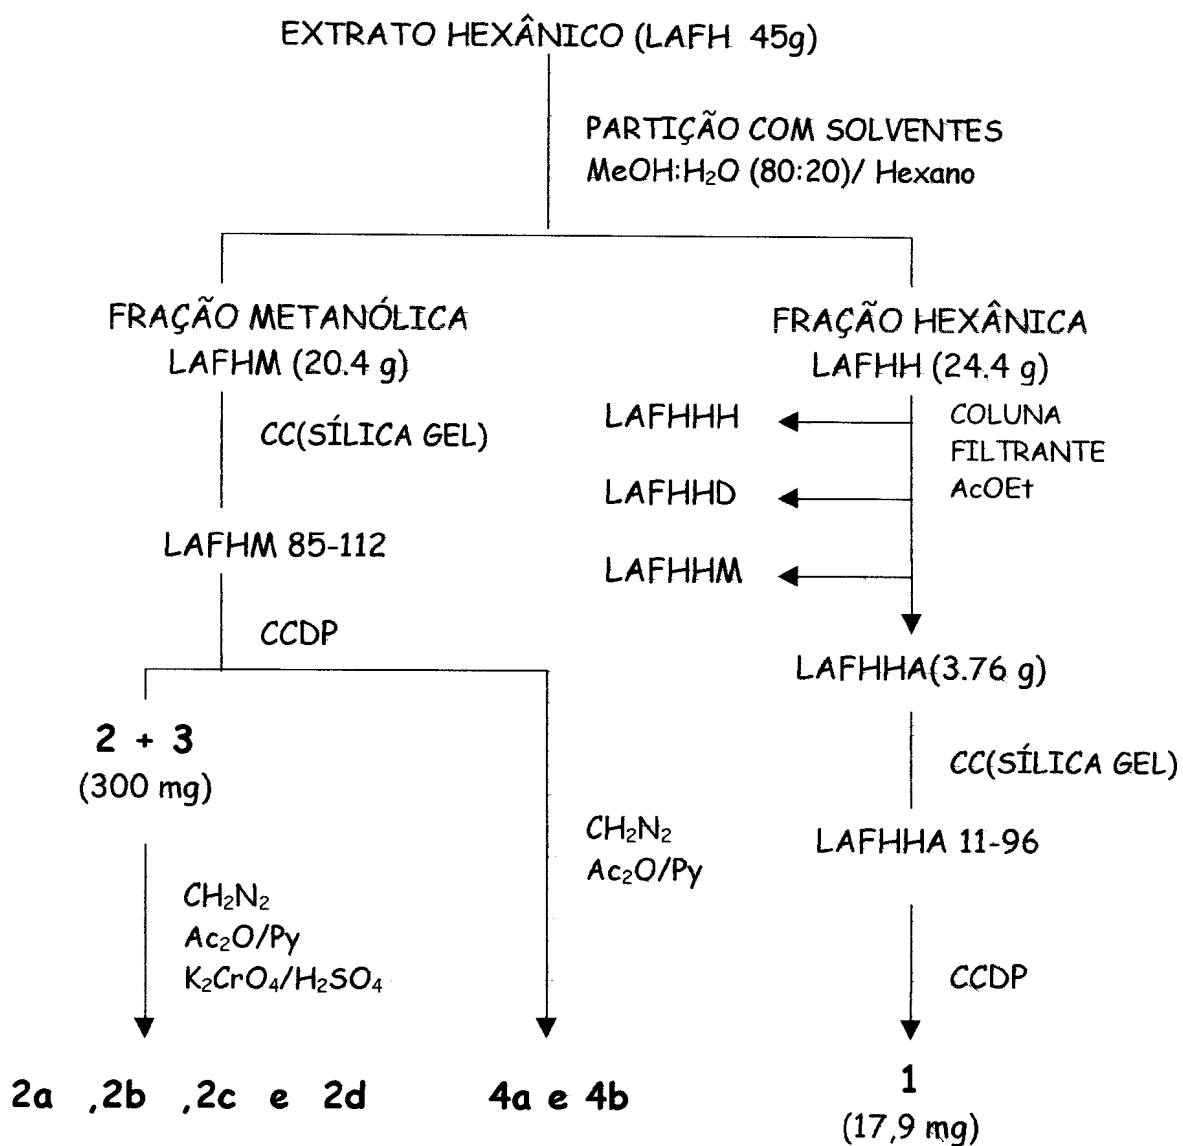 EXTRATO HEXÂNICO (LAFH 45g)
PARTIÇÃO COM SOLVENTES
MeOH:H₂O (80:20)/ Hexano
FRAÇÃO METANÓLICA
LAFHM (20.4 g)
CC(SÍLICA GEL)
LAFHM 85-112
CCDP
2 + 3
(300 mg)
CH₂N₂
Ac₂O/Py
K₂CrO₄/H₂SO₄
2a ,2b ,2c e 2d
CH₂N₂
Ac₂O/Py
4a e 4b
FRAÇÃO HEXÂNICA
LAFHH (24.4 g)
COLUNA
FILTRANTE
AcOEt
LAFHHH
LAFHHD
LAFHHM
LAFHHA(3.76 g)
CC(SÍLICA GEL)
LAFHHA 11-96
CCDP
1
(17,9 mg)